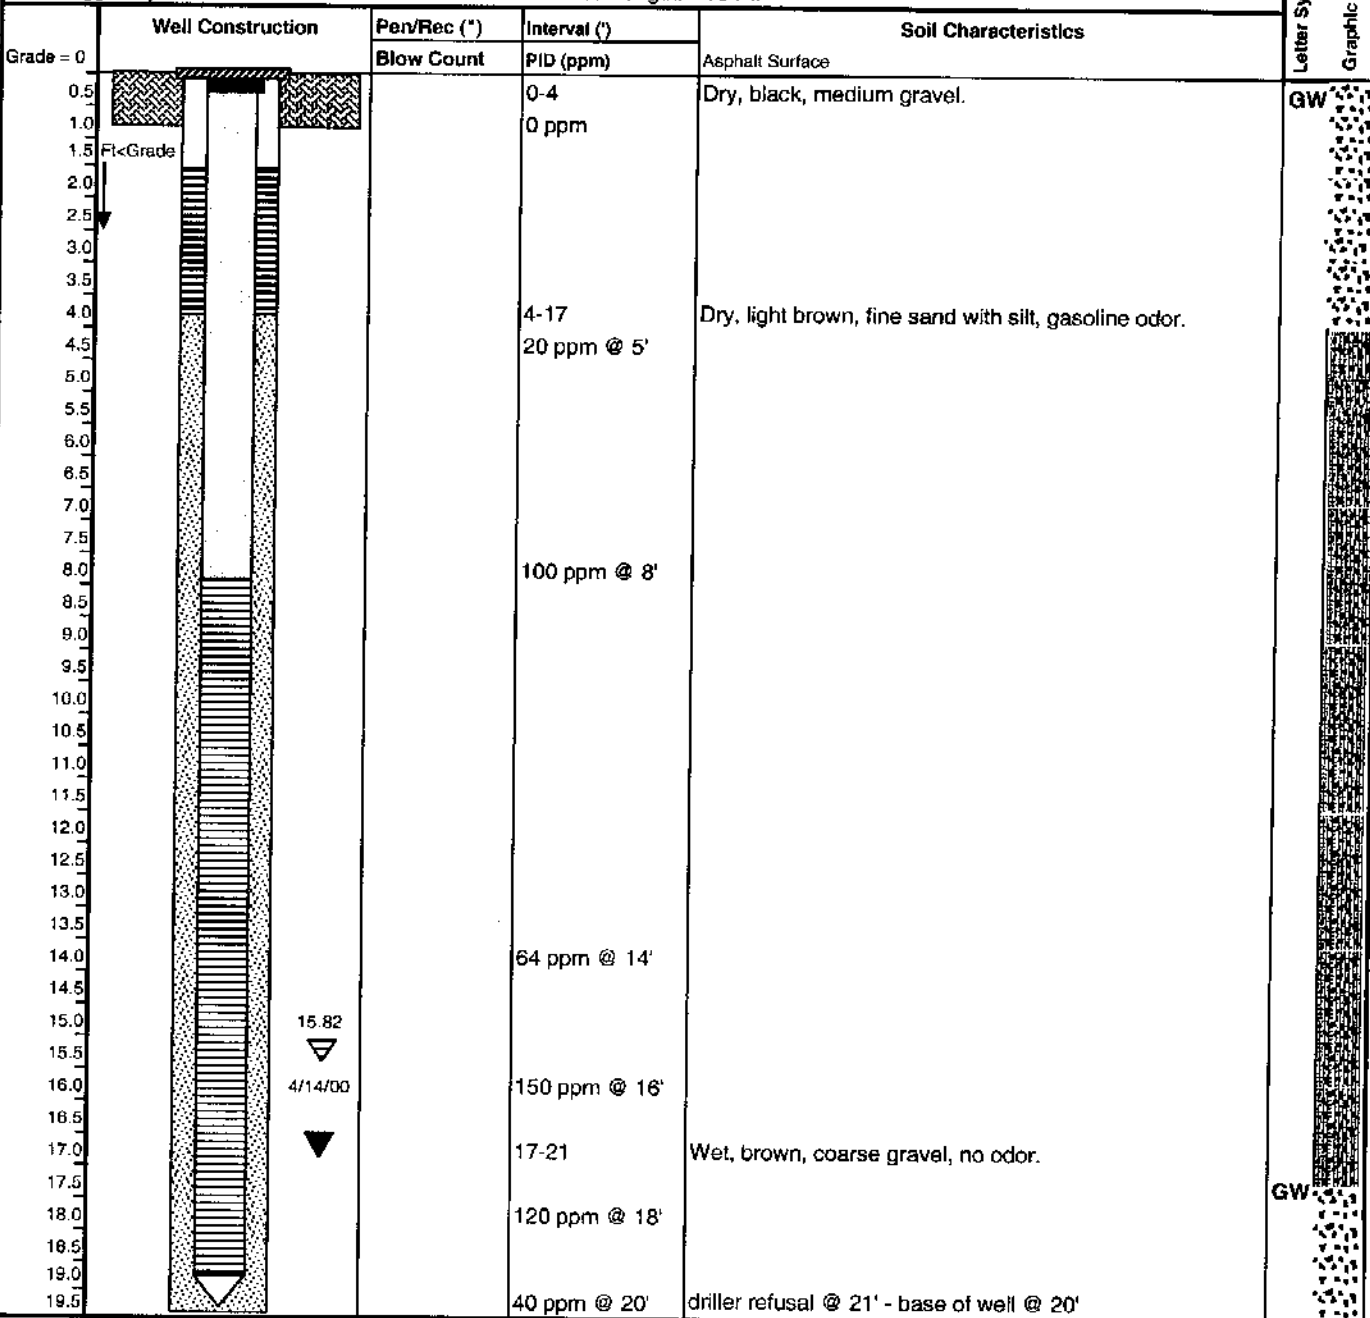 Well Construction Pen/Rec (") Interval (') Soil Characteristics Letter Sy Graphic
Grade = 0 Blow Count PID (ppm) Asphalt Surface
0.5 0-4 Dry, black, medium gravel. GW
1.0 0 ppm
1.5 Ft<Grade
2.0
2.5
3.0
3.5
4.0 4-17 Dry, light brown, fine sand with silt, gasoline odor.
4.5 20 ppm @ 5'
5.0
5.5
6.0
6.5
7.0
7.5
8.0 100 ppm @ 8'
8.5
9.0
9.5
10.0
10.5
11.0
11.5
12.0
12.5
13.0
13.5
14.0 64 ppm @ 14'
14.5
15.0 15.82
15.5
16.0 4/14/00 150 ppm @ 16'
16.5
17.0 17-21 Wet, brown, coarse gravel, no odor.
17.5 GW
18.0 120 ppm @ 18'
18.5
19.0
19.5 40 ppm @ 20' driller refusal @ 21' - base of well @ 20'